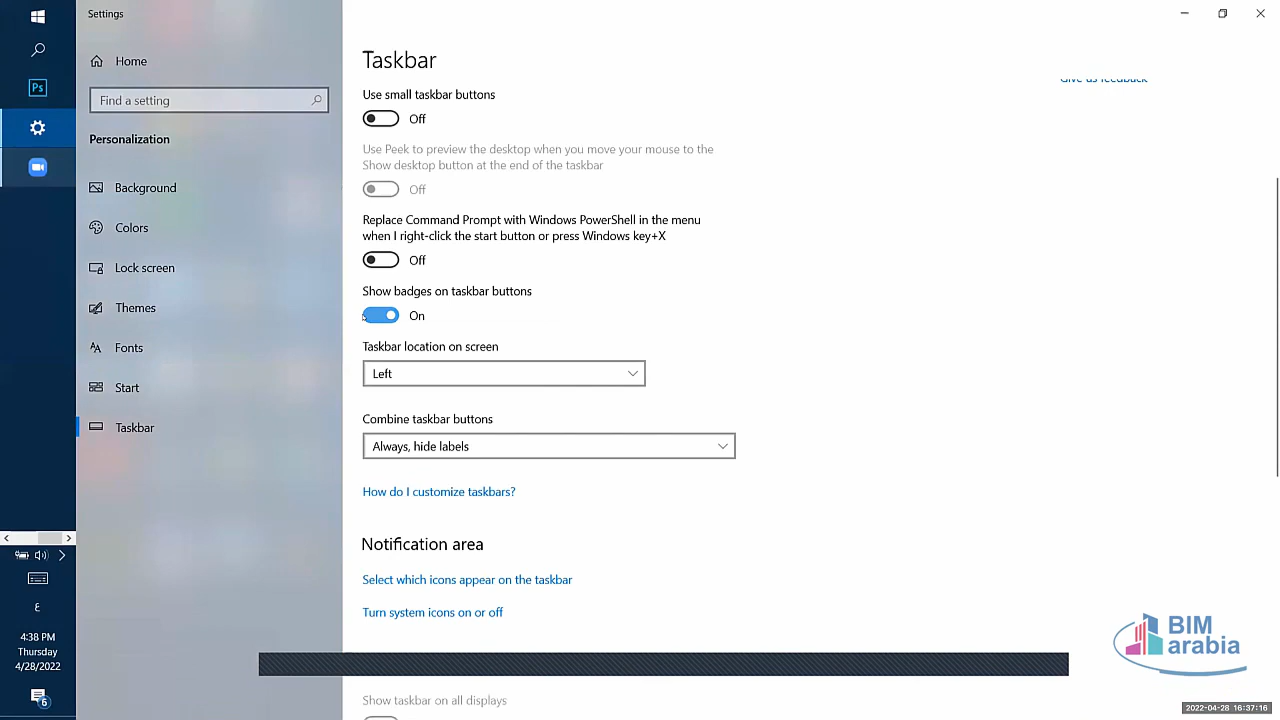 Settings
Home
Find a setting
Personalization
Background
Colors
Lock screen
Themes
Fonts
Start
Taskbar
Ps
ع
4:38 PM
Thursday
4/28/2022
6
Taskbar
Give us feedback
Use small taskbar buttons
Off
Use Peek to preview the desktop when you move your mouse to the
Show desktop button at the end of the taskbar
Off
Replace Command Prompt with Windows PowerShell in the menu
when I right-click the start button or press Windows key+X
Off
Show badges on taskbar buttons
On
Taskbar location on screen
Left
Combine taskbar buttons
Always, hide labels
How do I customize taskbars?
Notification area
Select which icons appear on the taskbar
Turn system icons on or off
Show taskbar on all displays
BIM
arabia
2022-04-28 16:37:16